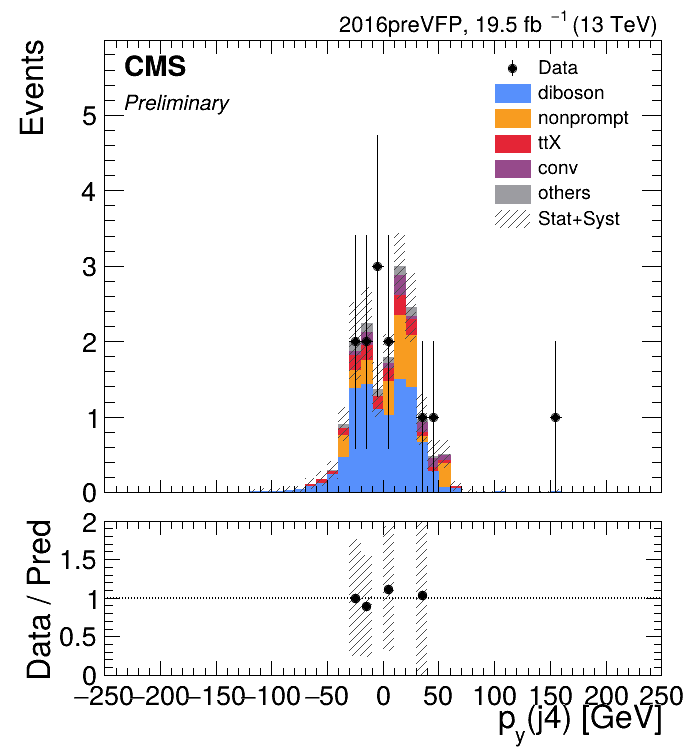 2016preVFP, 19.5 fb⁻¹ (13 TeV)
CMS
Preliminary
Data
diboson
nonprompt
ttX
conv
others
Stat+Syst
Events
5
4
3
2
1
0
Data / Pred
2
1.5
1
0.5
0
−250 −200 −150 −100 −50 0 50 100 150 200 250
p_y(j4) [GeV]